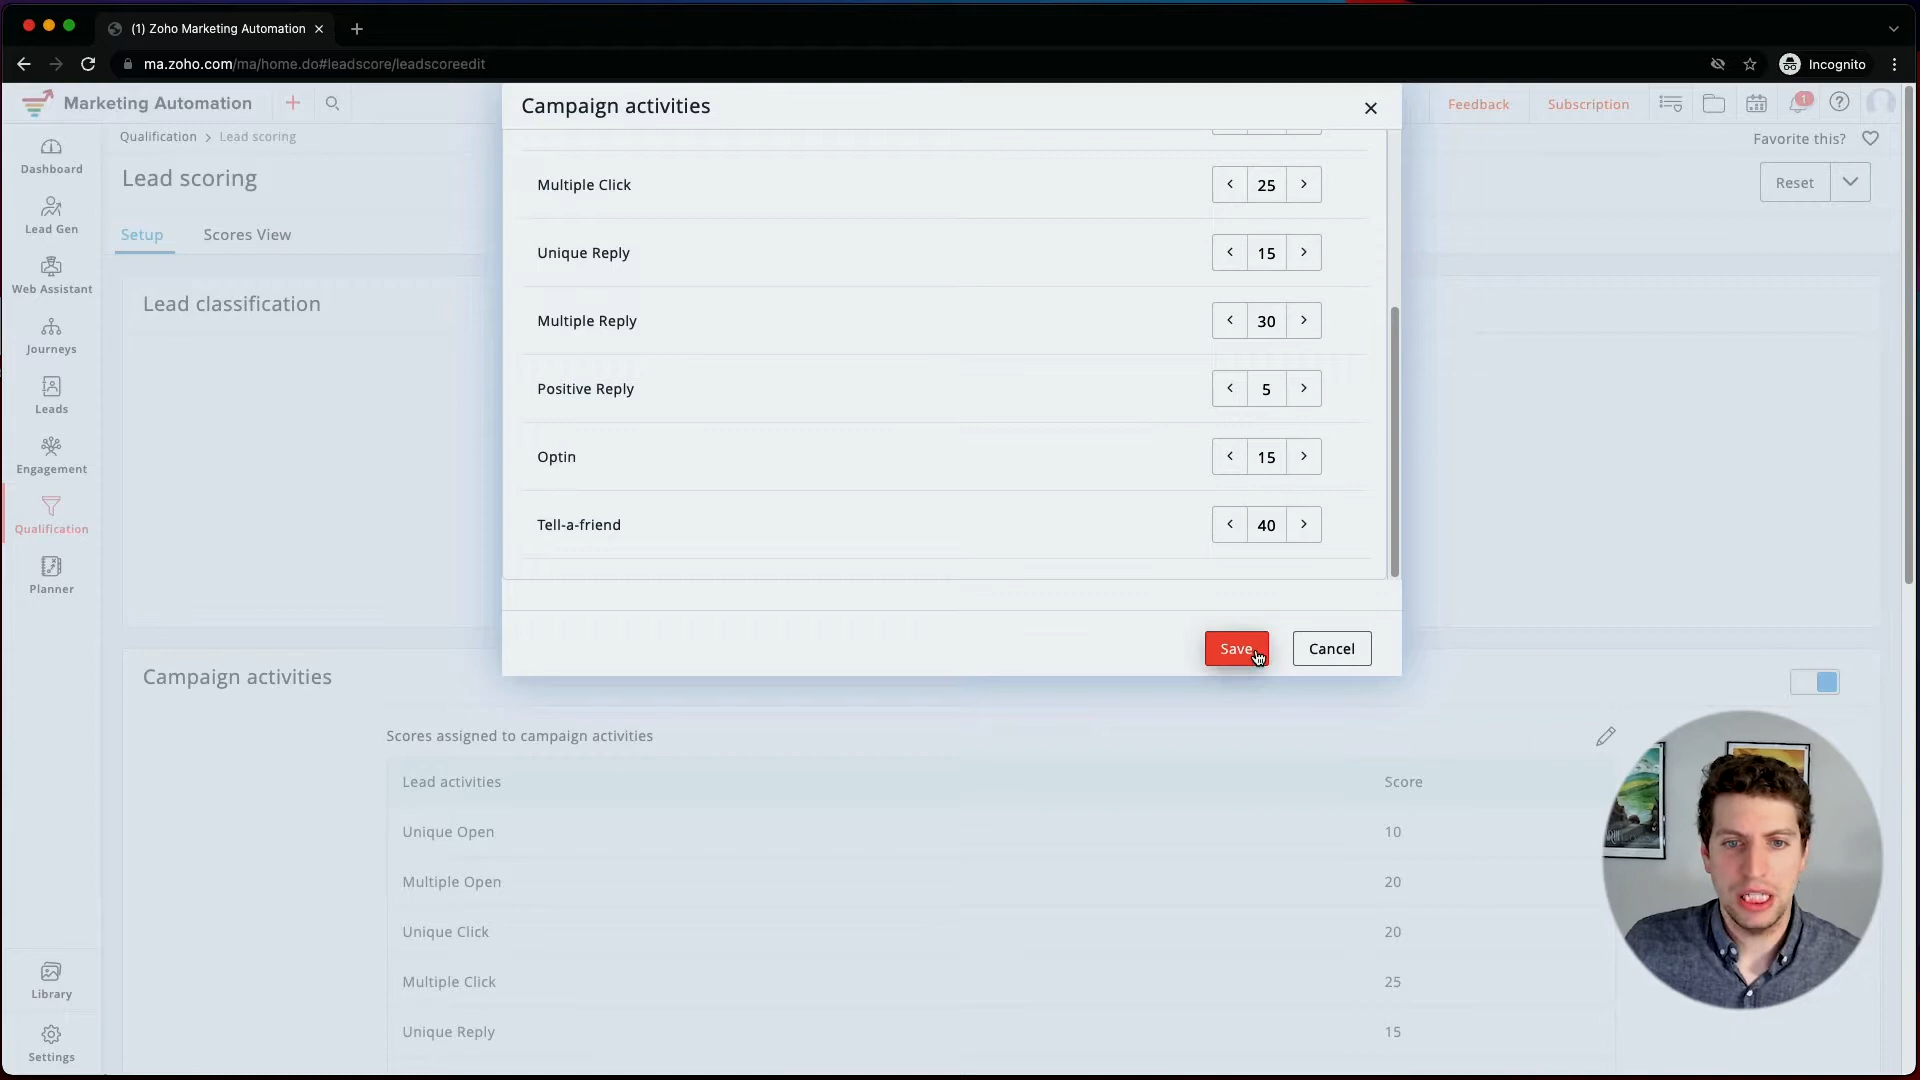 (1) Zoho Marketing Automation
ma.zoho.com/ma/home.do#leadscore/leadscoreedit
Incognito
Marketing Automation
Feedback
Subscription
1
Campaign activities
Qualification > Lead scoring
Favorite this?
Lead scoring
Reset
Setup
Scores View
Dashboard
Lead Gen
Web Assistant
Journeys
Leads
Engagement
Qualification
Planner
Library
Settings
Lead classification
Multiple Click 25
Unique Reply 15
Multiple Reply 30
Positive Reply 5
Optin 15
Tell-a-friend 40
Save
Cancel
Campaign activities
Scores assigned to campaign activities
Lead activities Score
Unique Open 10
Multiple Open 20
Unique Click 20
Multiple Click 25
Unique Reply 15